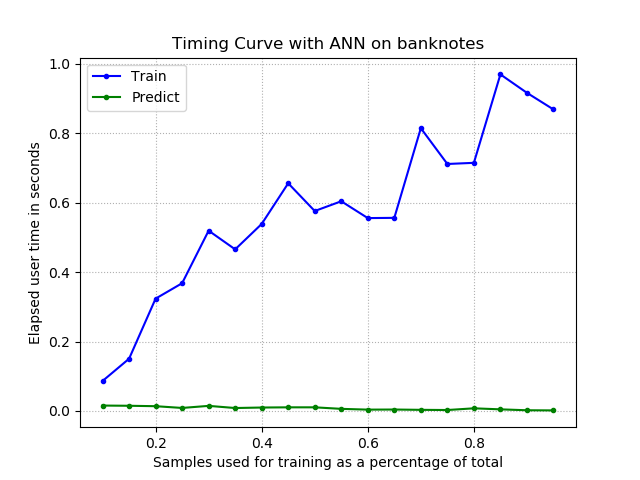 Timing Curve with ANN on banknotes
Train
Predict
Elapsed user time in seconds
1.0
0.8
0.6
0.4
0.2
0.0
0.2 0.4 0.6 0.8
Samples used for training as a percentage of total